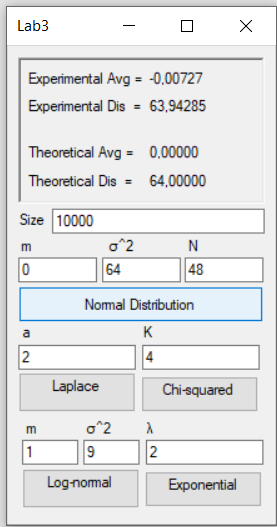 Lab3
Experimental Avg = -0,00727
Experimental Dis = 63,94285
Theoretical Avg = 0,00000
Theoretical Dis = 64,00000
Size 10000
m σ^2 N
0 64 48
Normal Distribution
a K
2 4
Laplace Chi-squared
m σ^2 λ
1 9 2
Log-normal Exponential